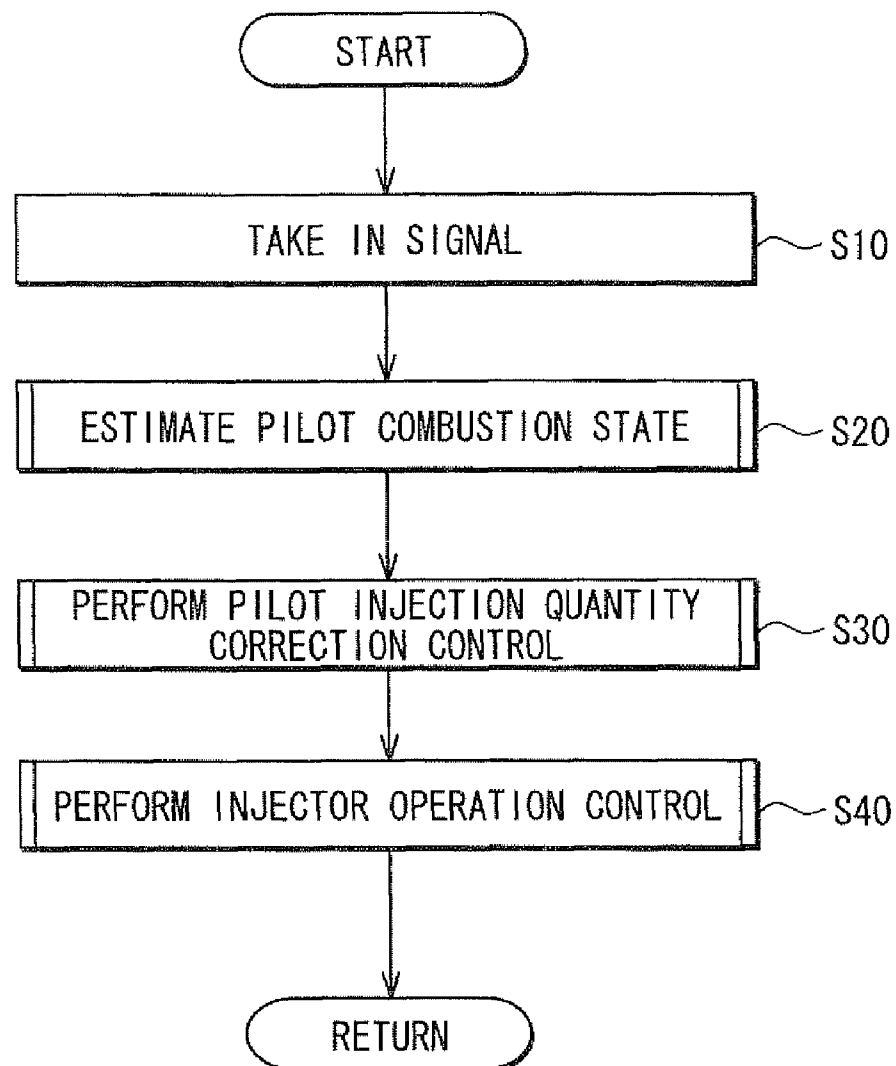 START
TAKE IN SIGNAL
S10
ESTIMATE PILOT COMBUSTION STATE
S20
PERFORM PILOT INJECTION QUANTITY
CORRECTION CONTROL
S30
PERFORM INJECTOR OPERATION CONTROL
S40
RETURN